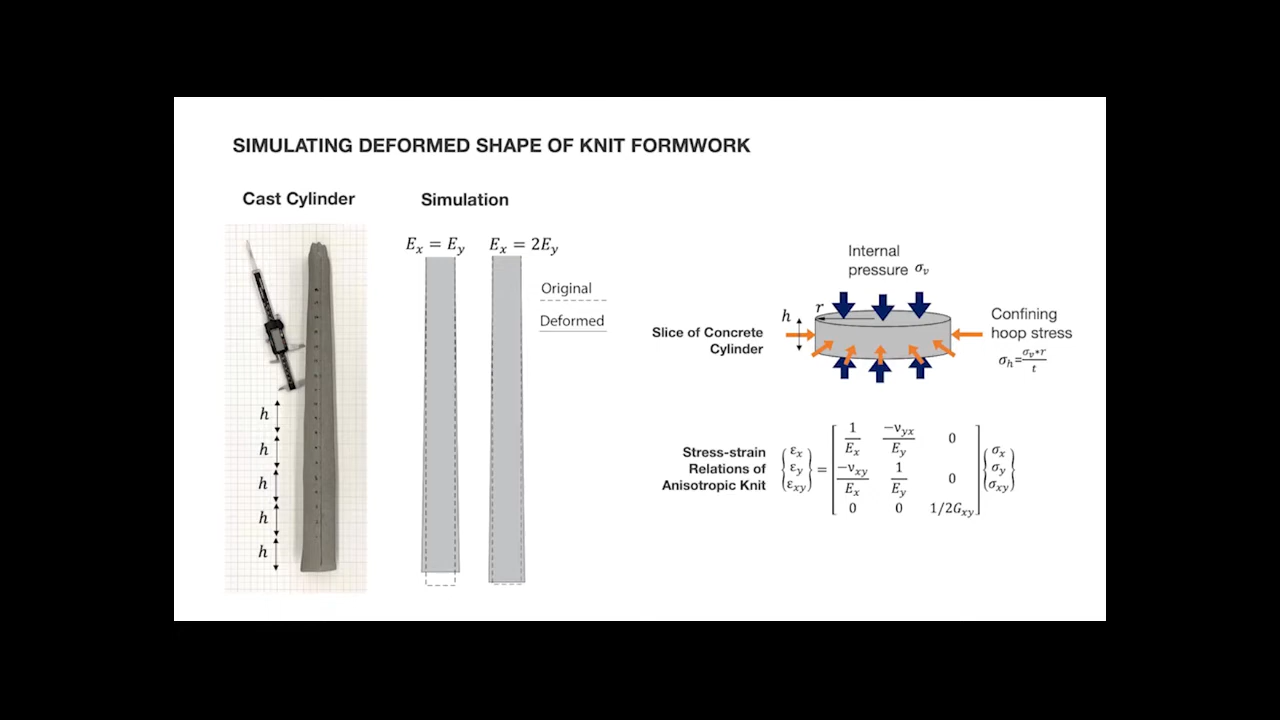 SIMULATING DEFORMED SHAPE OF KNIT FORMWORK
Cast Cylinder
h
h
h
h
h
Simulation
E_x = E_y
E_x = 2E_y
Original
Deformed
Slice of Concrete
Cylinder
Internal
pressure σ_v
h
r
Confining
hoop stress
σ_h=σ_v*r/t
Stress-strain
Relations of
Anisotropic Knit
{ε_x ε_y ε_xy} = [1/E_x −ν_yx/E_y 0
−ν_xy/E_x 1/E_y 0
0 0 1/2G_xy] {σ_x σ_y σ_xy}